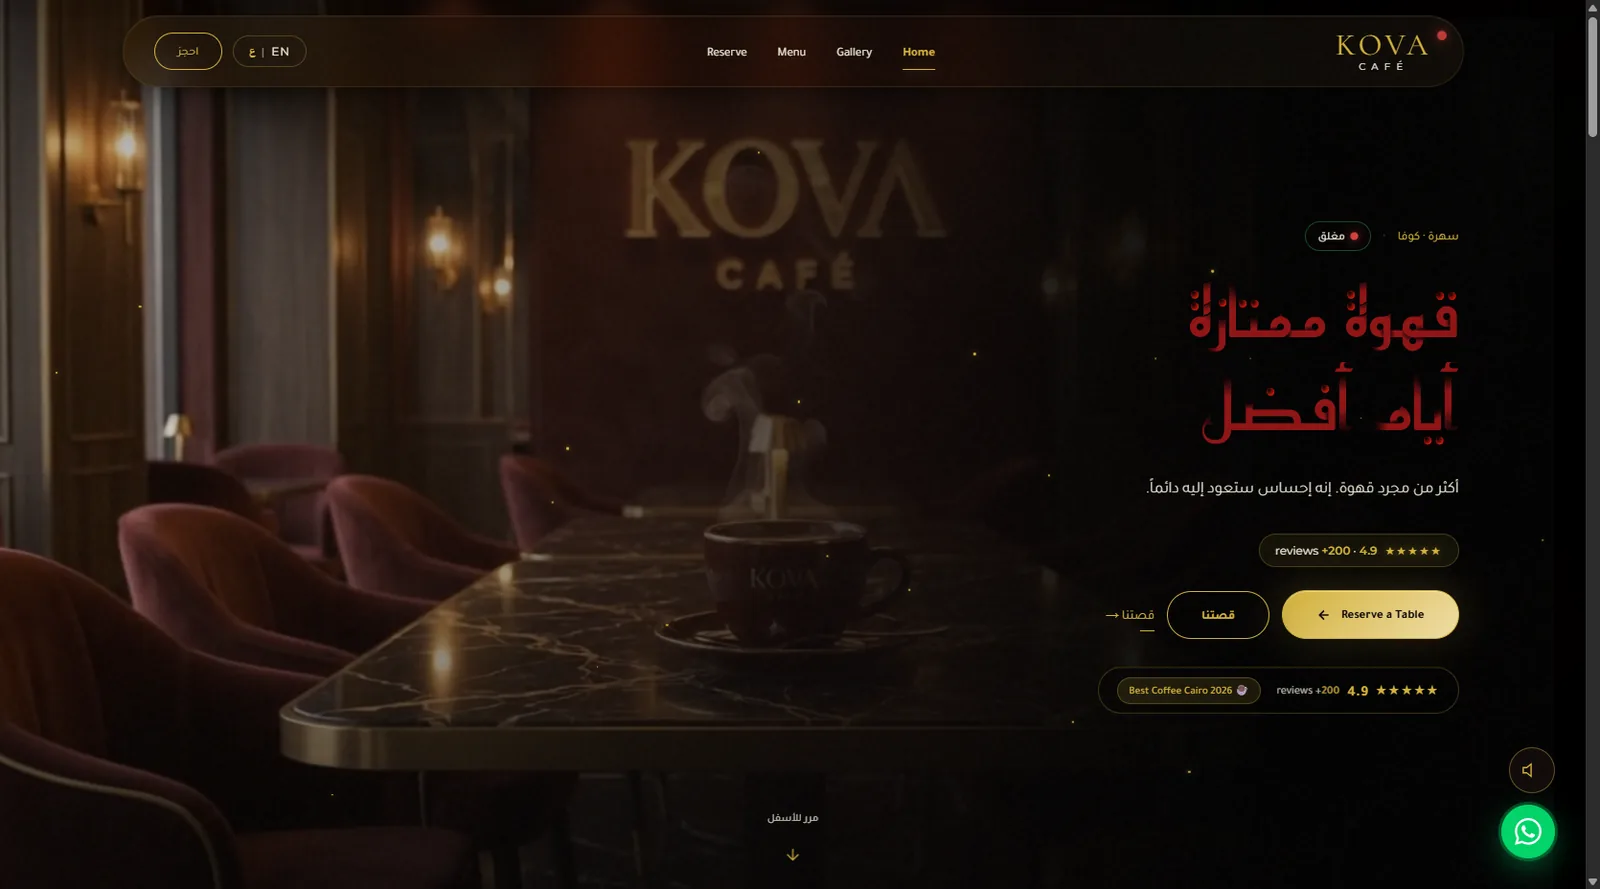 KOVA
CAFÉ
Home
Gallery
Menu
Reserve
ع | EN
احجز
KOVA
CAFÉ
سهرة · كوفا
مغلق
قهوة ممتازة
أيام أفضل
أكثر من مجرد قهوة. إنه إحساس ستعود إليه دائماً.
★★★★★ 4.9 · reviews +200
Reserve a Table ←
قصتنا
قصتنا →
★★★★★ 4.9 reviews +200
Best Coffee Cairo 2026
KOVA
مرر للأسفل
↓